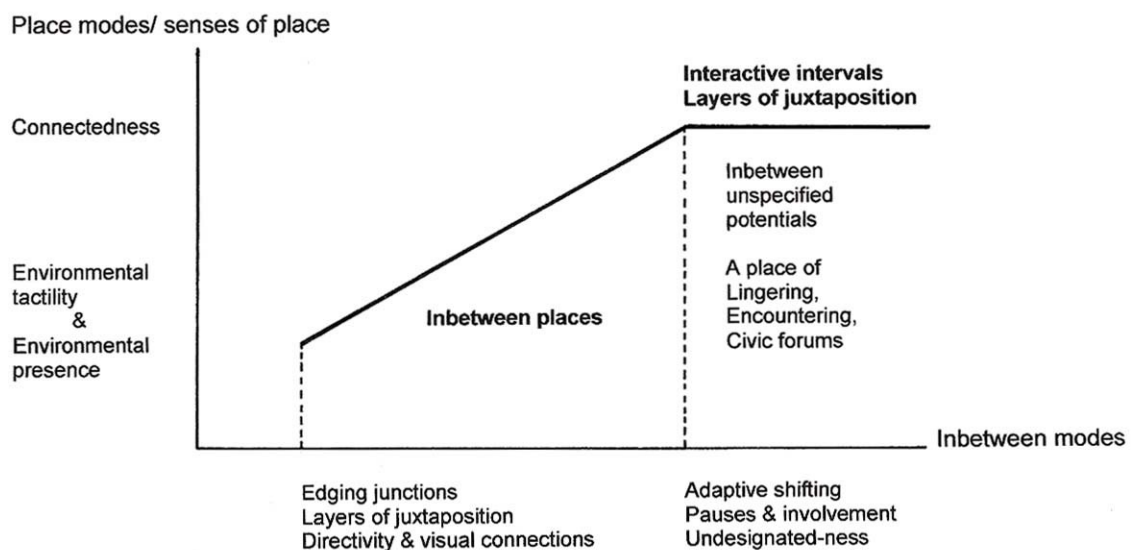 Place modes/ senses of place
Interactive intervals
Layers of juxtaposition
Connectedness
Inbetween
unspecified
potentials
Environmental
tactility
&
Environmental
presence
A place of
Lingering,
Encountering,
Civic forums
Inbetween places
Inbetween modes
Edging junctions
Layers of juxtaposition
Directivity & visual connections
Adaptive shifting
Pauses & involvement
Undesignated-ness